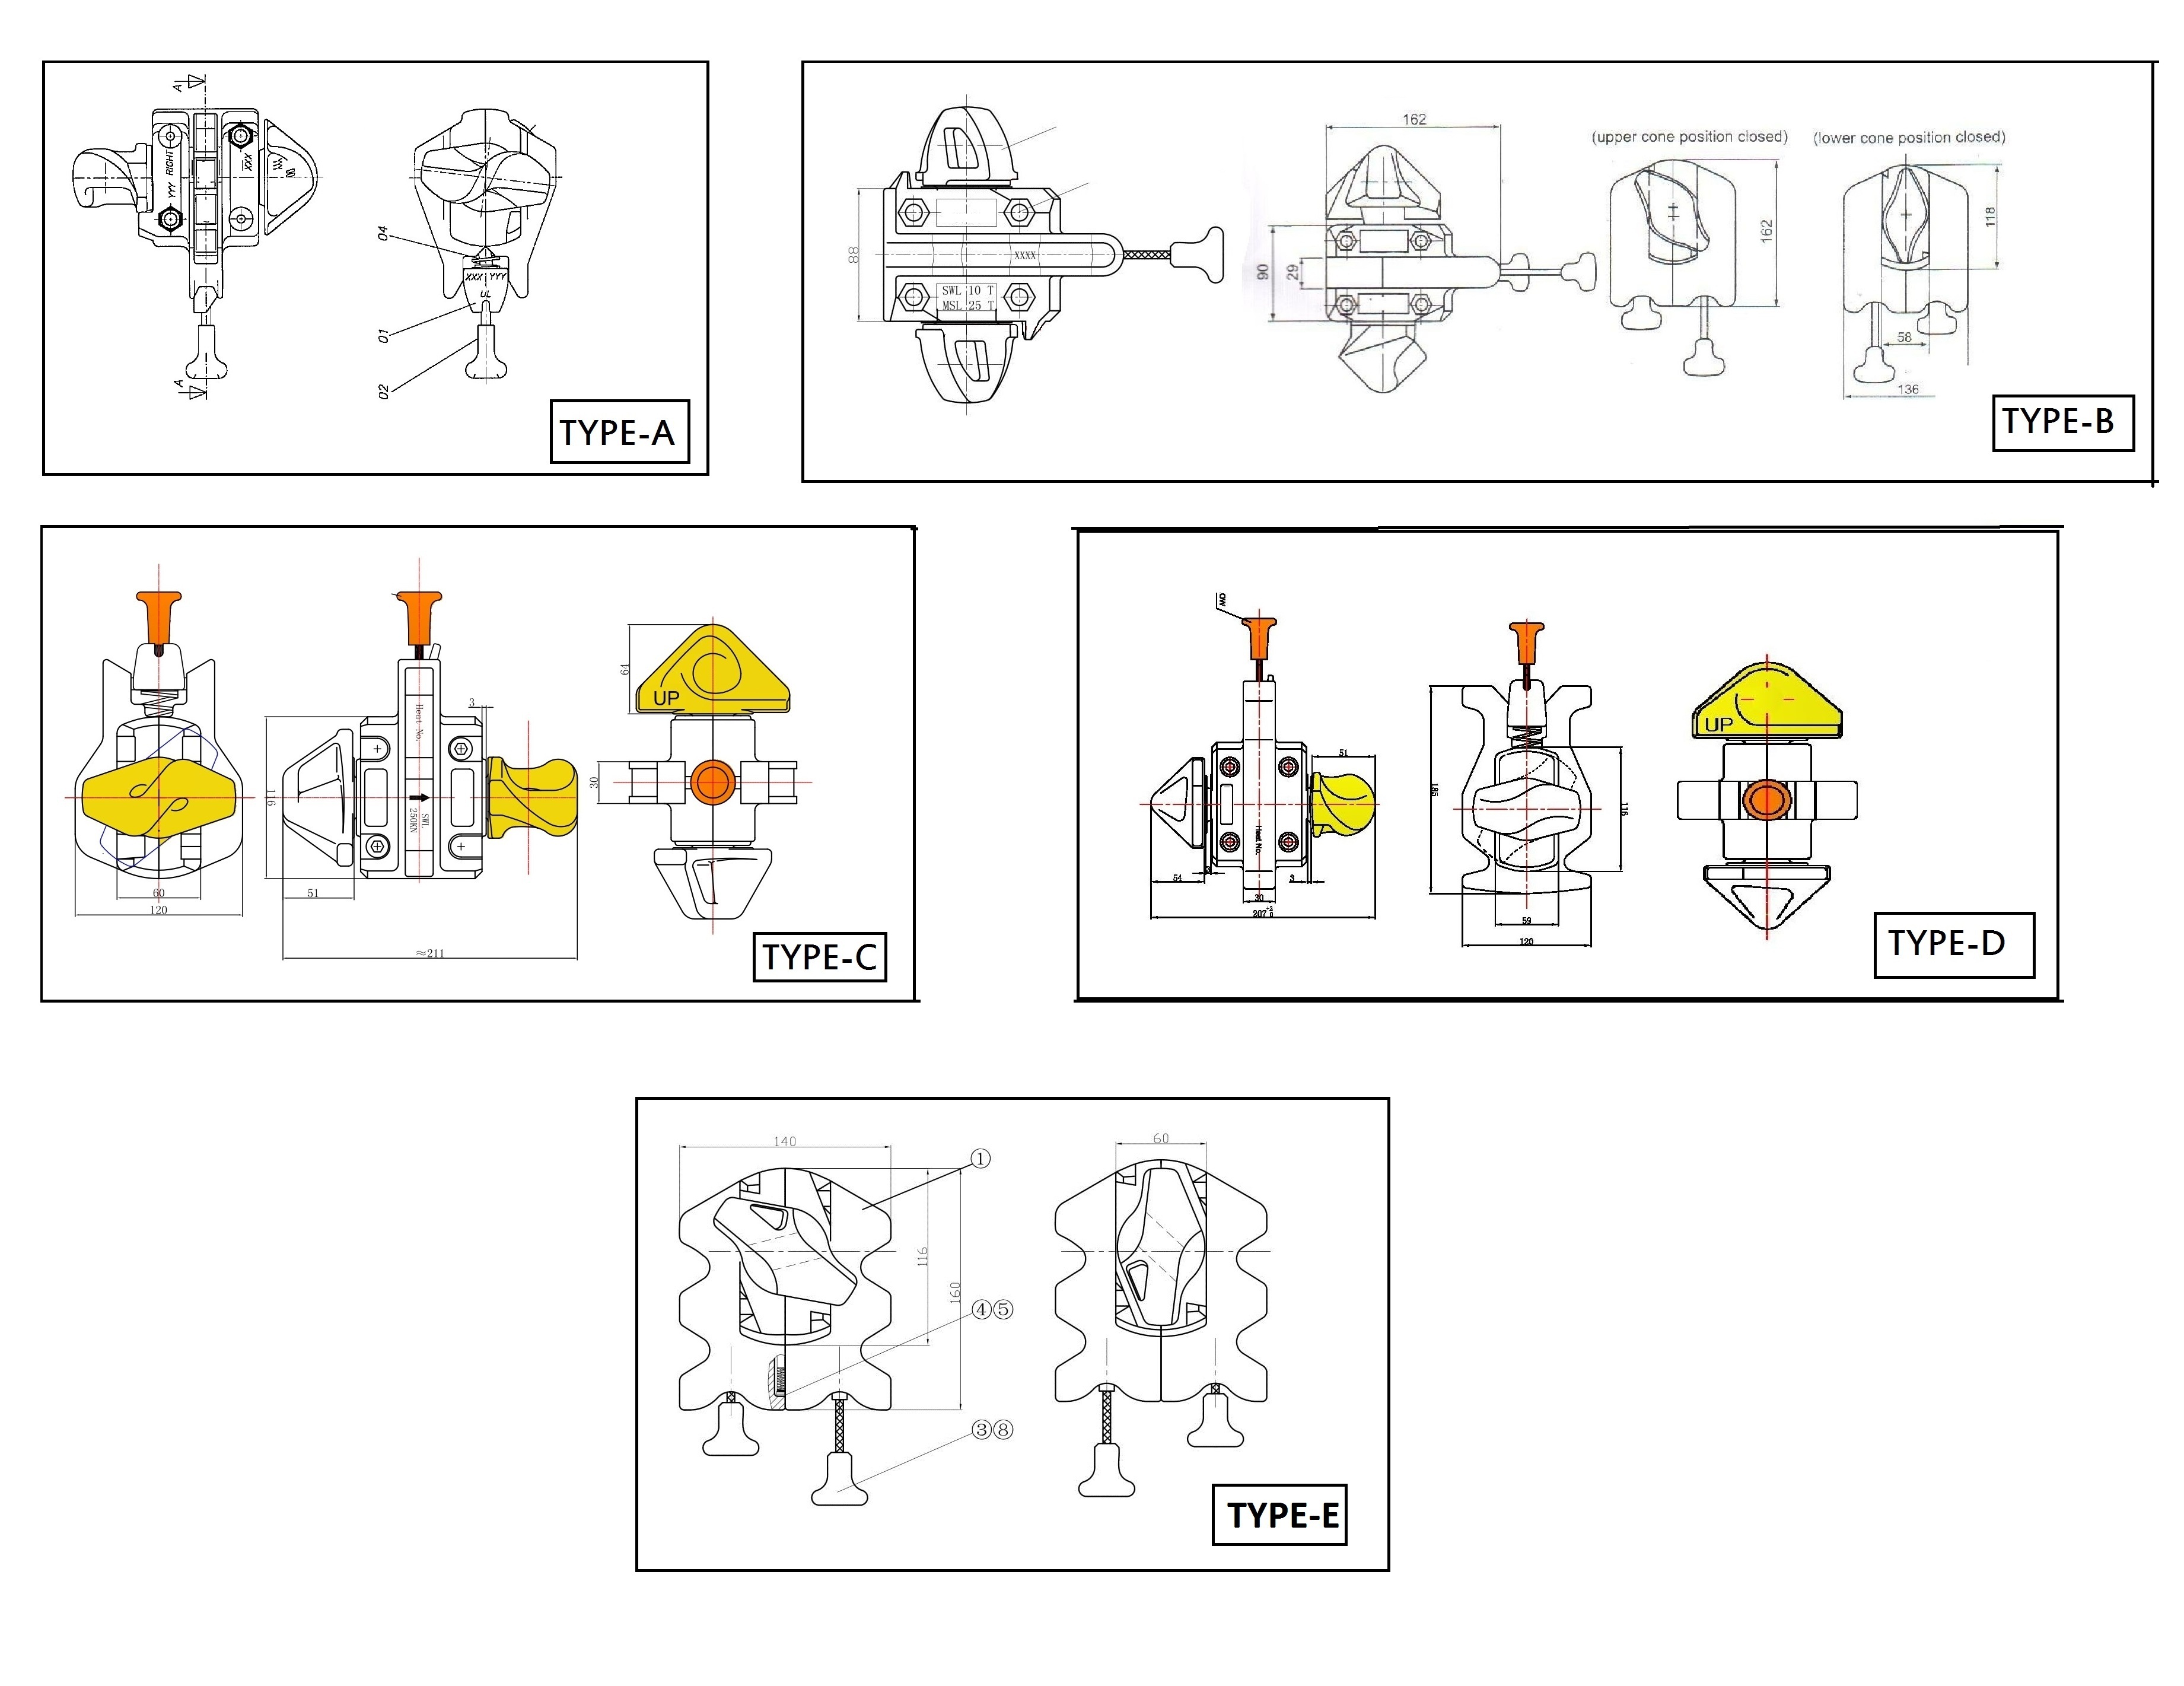 A
YYY RIGHT
XXX
A
04
XXX YYY
UL
01
02
TYPE-A
88
XXXX
SWL 10 T
MSL 25 T
162
90
29
(upper cone position closed)
162
(lower cone position closed)
118
58
136
TYPE-B
60
120
116
Heat No.
SWL
250KN
3
51
≈211
64
UP
30
TYPE-C
Heat No.
51
54
3
30
207
185
116
59
120
UP
TYPE-D
140
①
116
160
④⑤
③⑧
60
TYPE-E